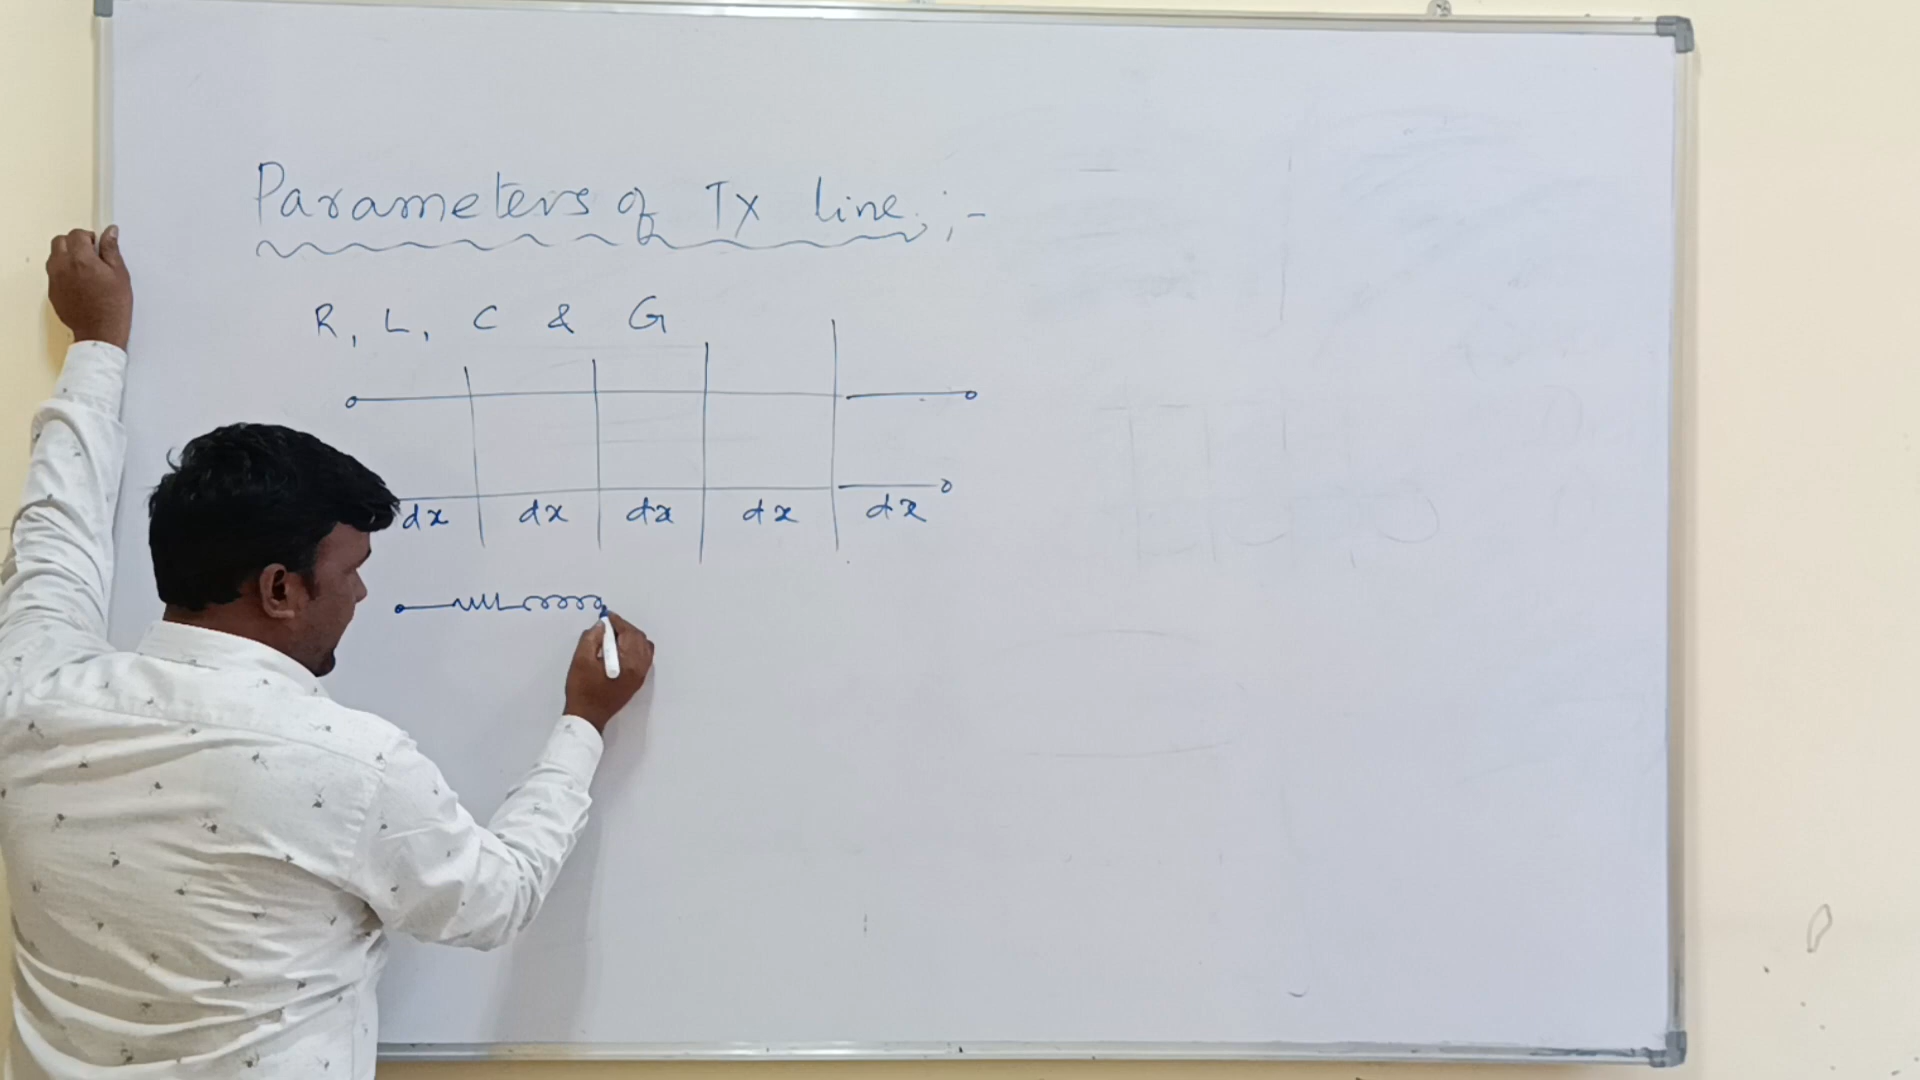 Parameters of Tx line :-
R, L, C & G
dx dx dx dx dx